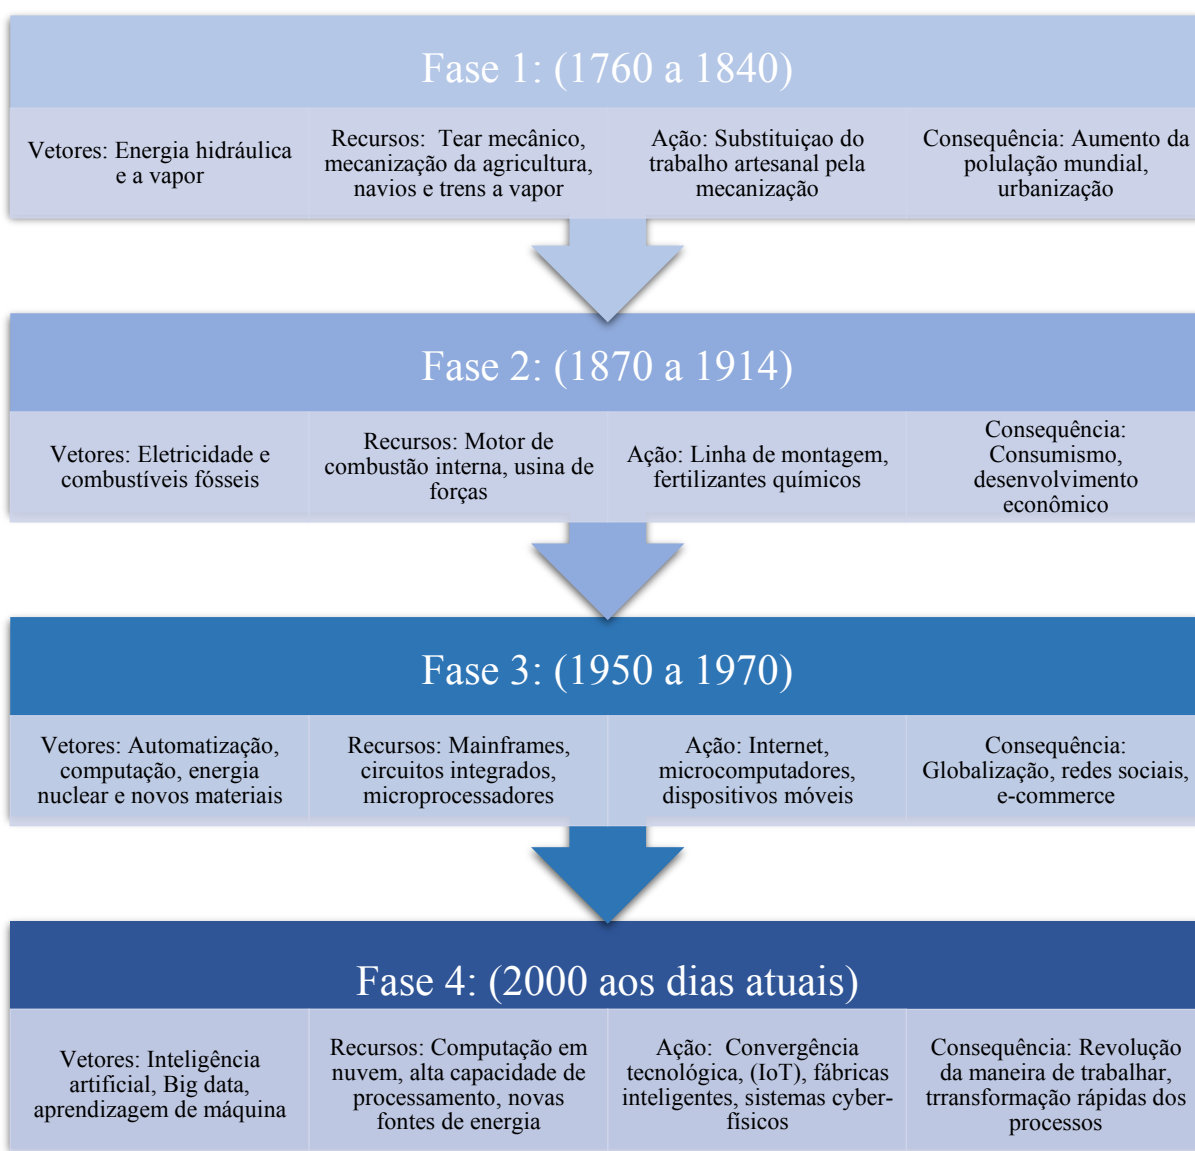 Fase 1: (1760 a 1840)
Vetores: Energia hidráulica
e a vapor
Recursos:  Tear mecânico,
mecanização da agricultura,
navios e trens a vapor
Ação: Substituiçao do
trabalho artesanal pela
mecanização
Consequência: Aumento da
polulação mundial,
urbanização
Fase 2: (1870 a 1914)
Vetores: Eletricidade e
combustíveis fósseis
Recursos: Motor de
combustão interna, usina de
forças
Ação: Linha de montagem,
fertilizantes químicos
Consequência:
Consumismo,
desenvolvimento
econômico
Fase 3: (1950 a 1970)
Vetores: Automatização,
computação, energia
nuclear e novos materiais
Recursos: Mainframes,
circuitos integrados,
microprocessadores
Ação: Internet,
microcomputadores,
dispositivos móveis
Consequência:
Globalização, redes sociais,
e-commerce
Fase 4: (2000 aos dias atuais)
Vetores: Inteligência
artificial, Big data,
aprendizagem de máquina
Recursos: Computação em
nuvem, alta capacidade de
processamento, novas
fontes de energia
Ação:  Convergência
tecnológica, (IoT), fábricas
inteligentes, sistemas cyber-
físicos
Consequência: Revolução
da maneira de trabalhar,
trransformação rápidas dos
processos